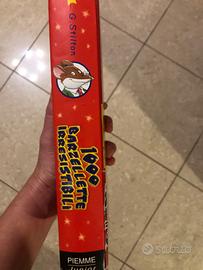 G. Stilton
1000
BARZELLETTE
IRRESISTIBILI
PIEMME
Junior
subito